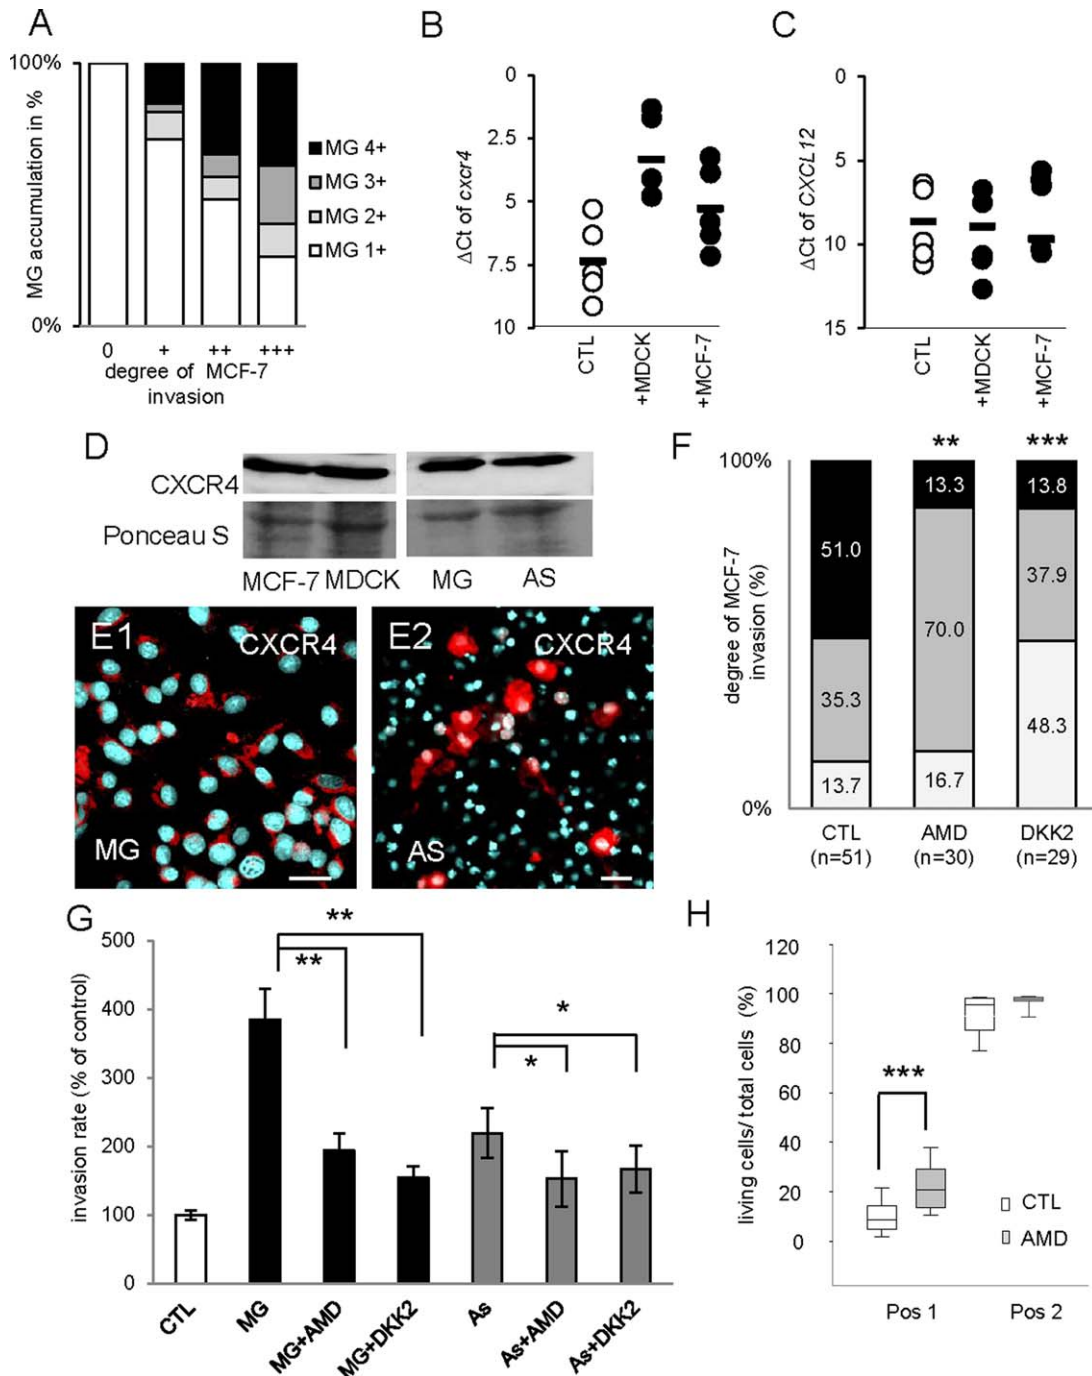 A
100%
0%
MG accumulation in %
0 + ++ +++
degree of MCF-7
invasion
MG 4+
MG 3+
MG 2+
MG 1+
B
0
2.5
5
7.5
10
ΔCt of cxcr4
CTL
+MDCK
+MCF-7
C
0
5
10
15
ΔCt of CXCL12
CTL
+MDCK
+MCF-7
D
CXCR4
Ponceau S
MCF-7 MDCK MG AS
E1 CXCR4
MG
E2 CXCR4
AS
F
** ***
100%
0%
degree of MCF-7
invasion (%)
51.0
35.3
13.7
13.3
70.0
16.7
13.8
37.9
48.3
CTL
(n=51)
AMD
(n=30)
DKK2
(n=29)
G
500
400
300
200
100
0
invasion rate (% of control)
**
**
*
*
CTL
MG
MG+AMD
MG+DKK2
As
As+AMD
As+DKK2
H
120
100
80
60
40
20
0
living cells/ total cells (%)
***
CTL
AMD
Pos 1 Pos 2